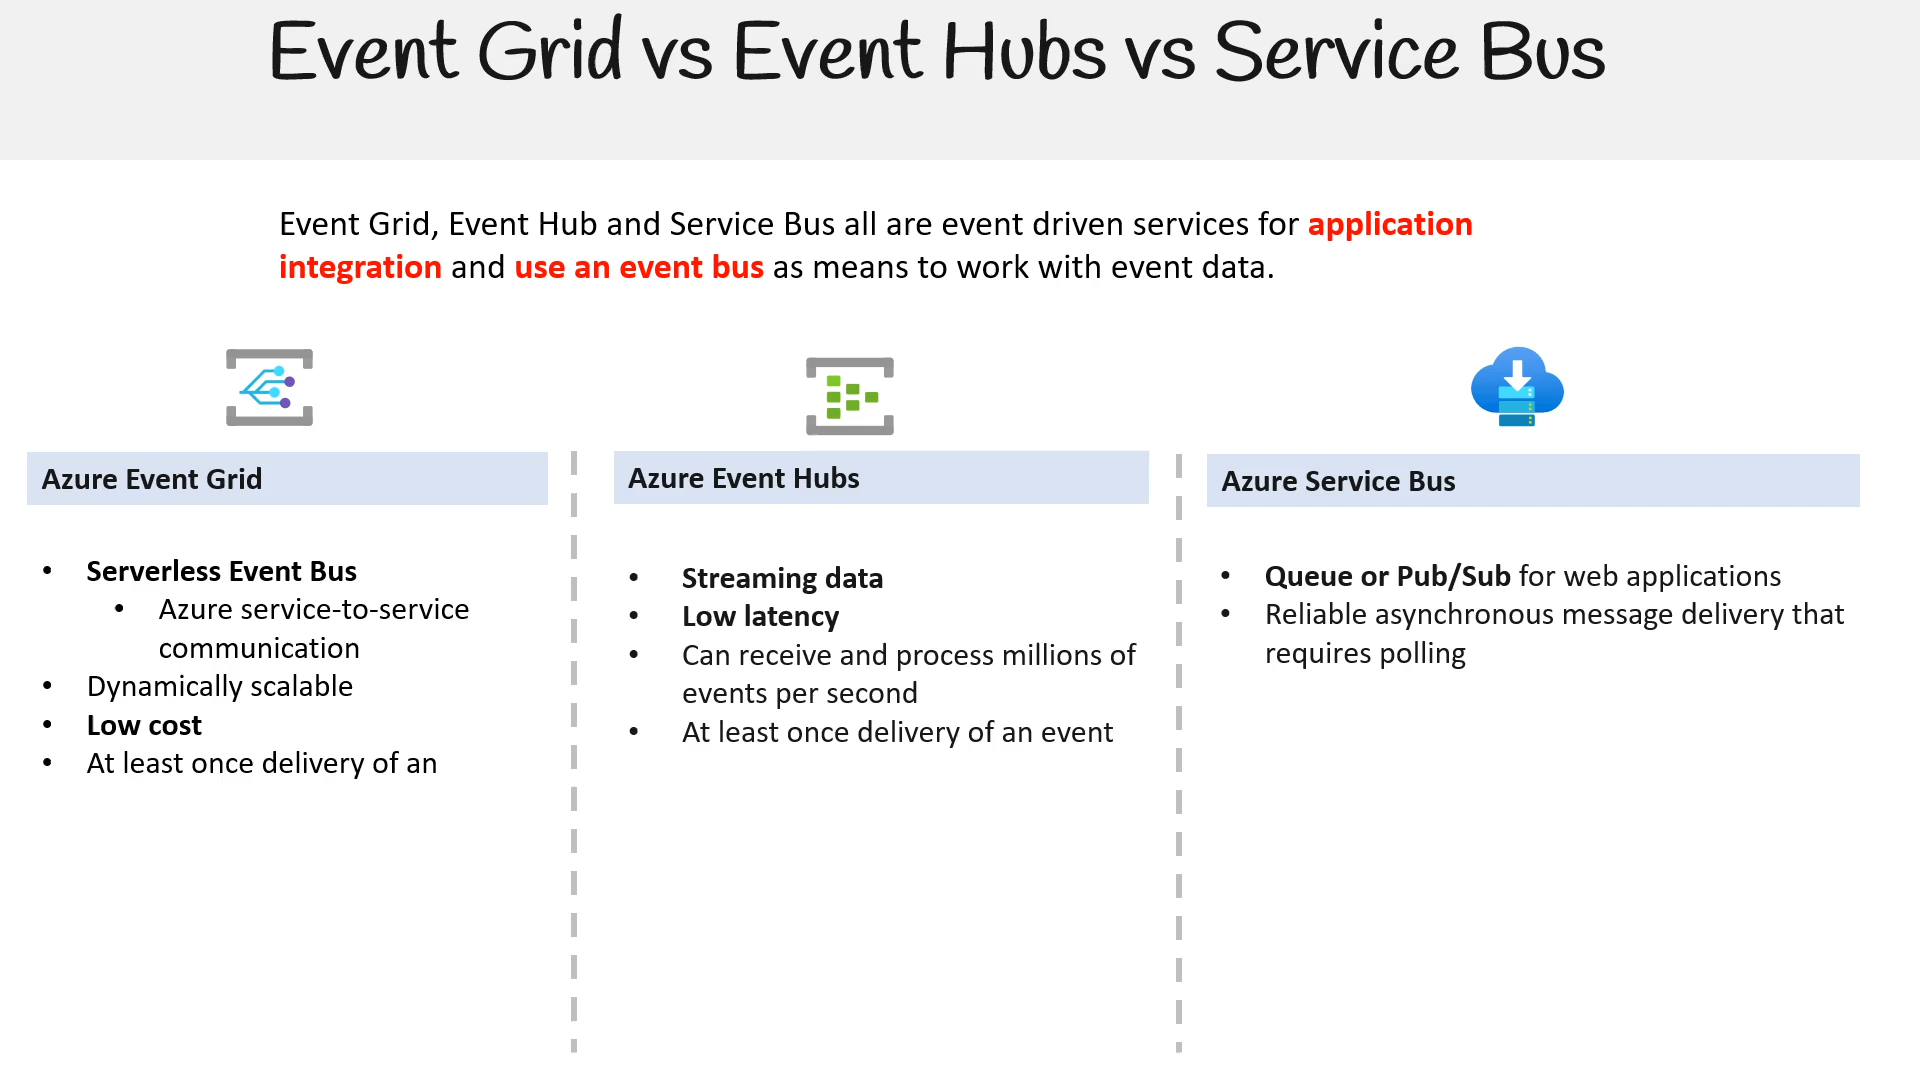 Event Grid vs Event Hubs vs Service Bus
Event Grid, Event Hub and Service Bus all are event driven services for application
integration and use an event bus as means to work with event data.
Azure Event Grid
• Serverless Event Bus
• Azure service-to-service
communication
• Dynamically scalable
• Low cost
• At least once delivery of an
Azure Event Hubs
• Streaming data
• Low latency
• Can receive and process millions of
events per second
• At least once delivery of an event
Azure Service Bus
• Queue or Pub/Sub for web applications
• Reliable asynchronous message delivery that
requires polling